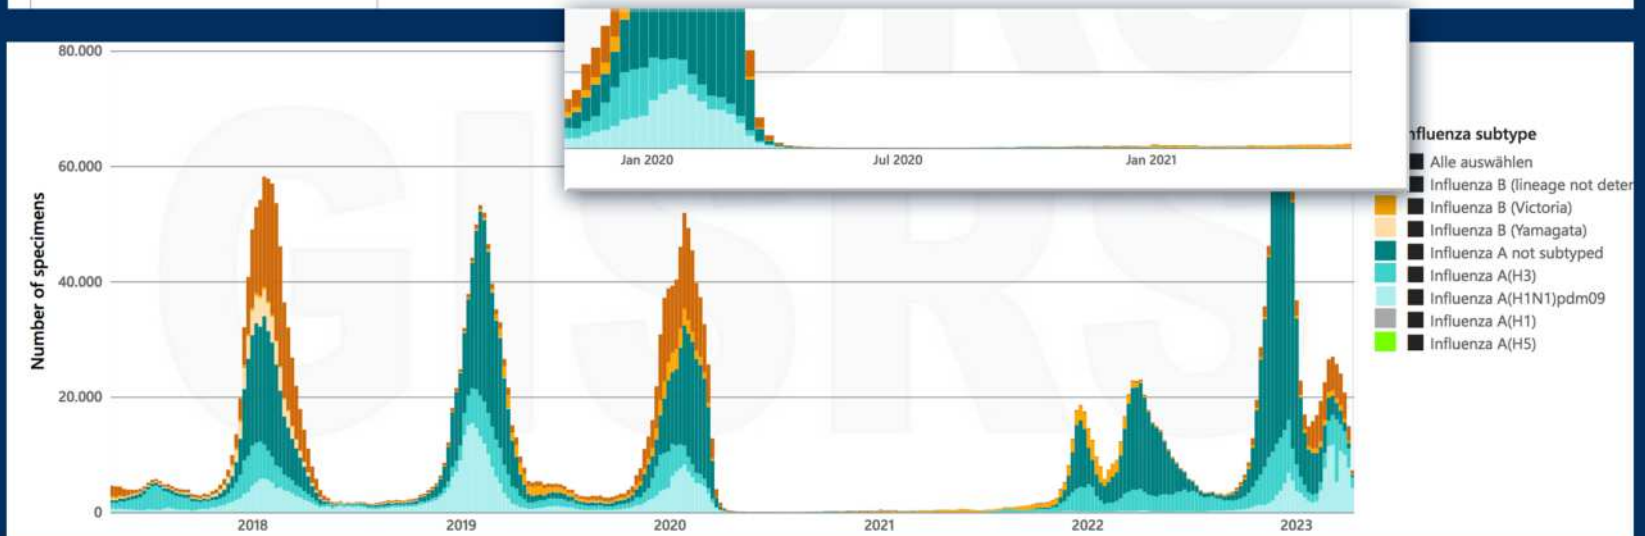 80.000
60.000
40.000
20.000
0
Number of specimens
2018
2019
2020
2021
2022
2023
Jan 2020
Jul 2020
Jan 2021
nfluenza subtype
Alle auswählen
Influenza B (lineage not deter
Influenza B (Victoria)
Influenza B (Yamagata)
Influenza A not subtyped
Influenza A(H3)
Influenza A(H1N1)pdm09
Influenza A(H1)
Influenza A(H5)
GISRS